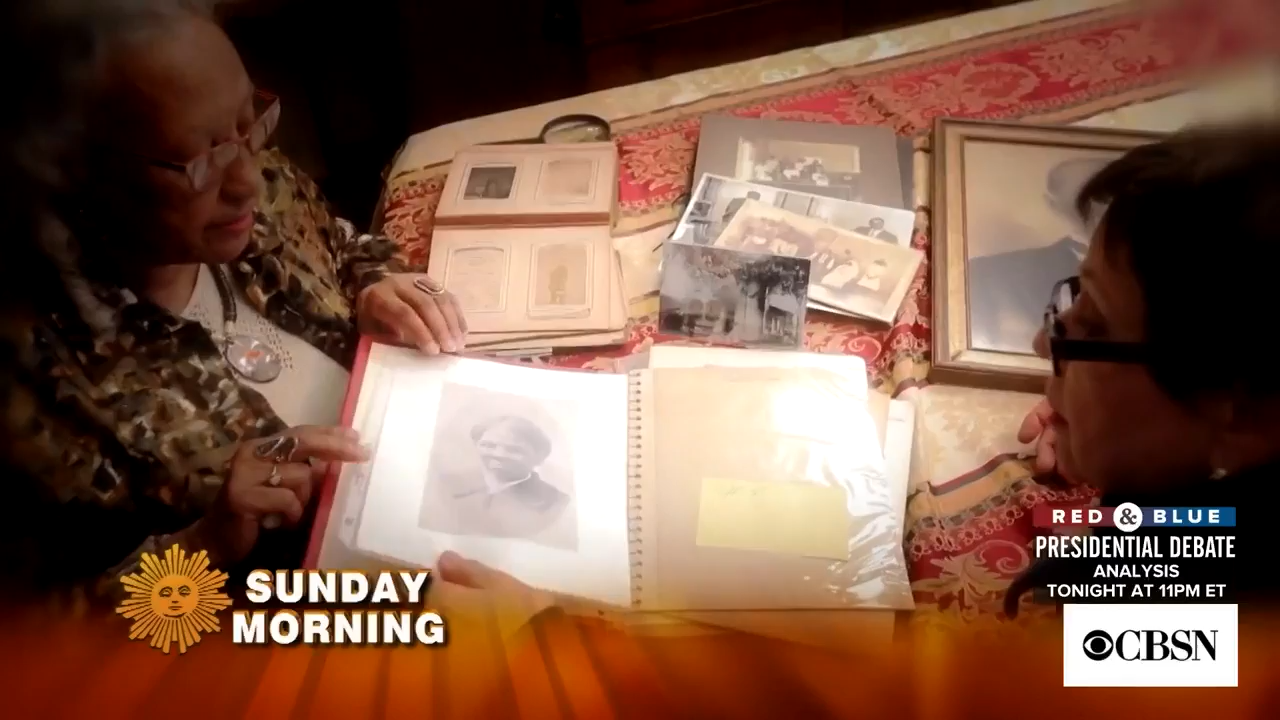 SUNDAY
MORNING
RED & BLUE
PRESIDENTIAL DEBATE
ANALYSIS
TONIGHT AT 11PM ET
CBSN